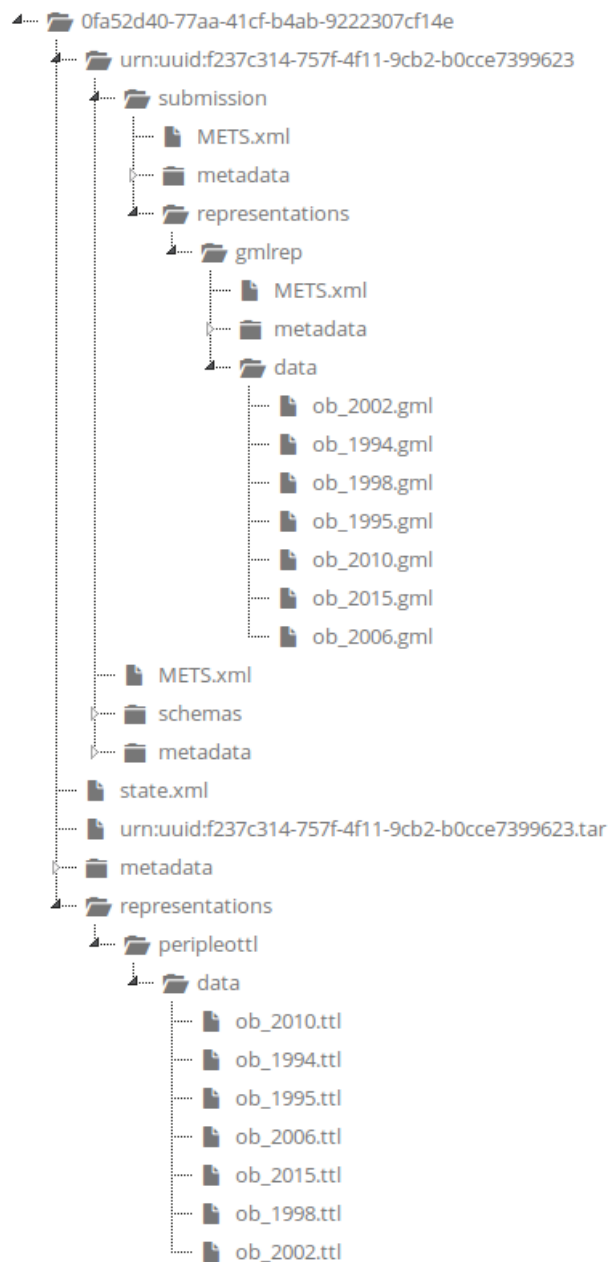 0fa52d40-77aa-41cf-b4ab-9222307cf14e
urn:uuid:f237c314-757f-4f11-9cb2-b0cce7399623
submission
METS.xml
metadata
representations
gmlrep
METS.xml
metadata
data
ob_2002.gml
ob_1994.gml
ob_1998.gml
ob_1995.gml
ob_2010.gml
ob_2015.gml
ob_2006.gml
METS.xml
schemas
metadata
state.xml
urn:uuid:f237c314-757f-4f11-9cb2-b0cce7399623.tar
metadata
representations
peripleottl
data
ob_2010.ttl
ob_1994.ttl
ob_1995.ttl
ob_2006.ttl
ob_2015.ttl
ob_1998.ttl
ob_2002.ttl